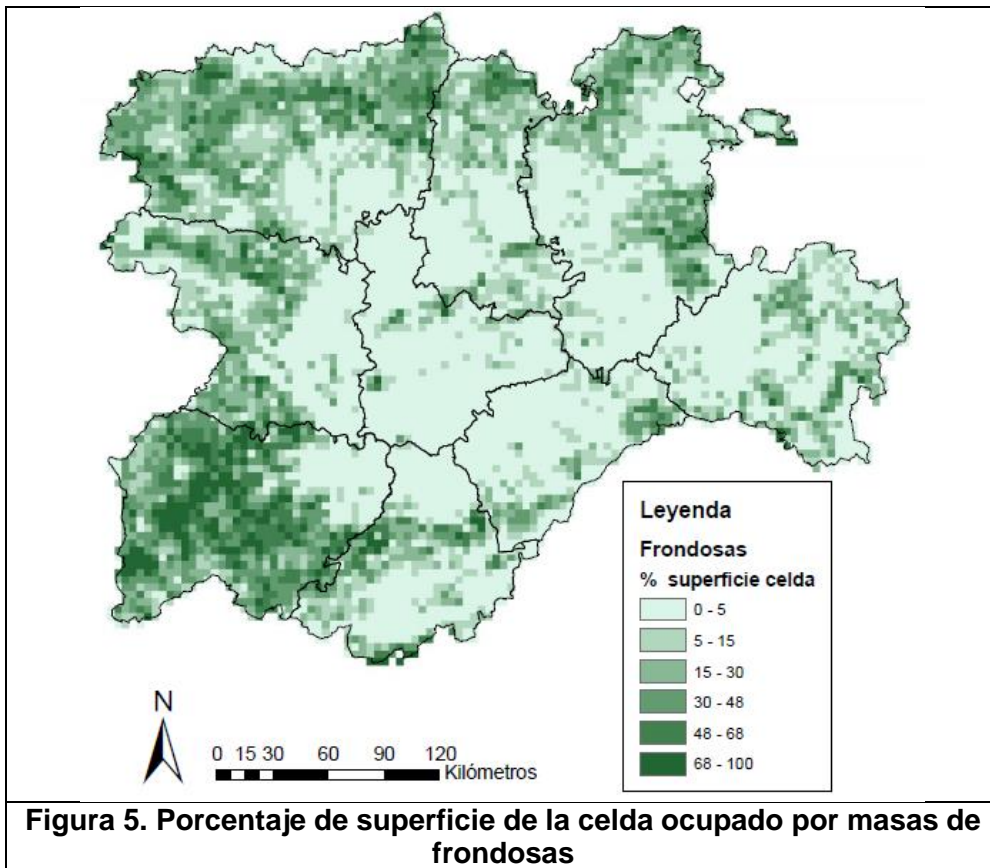 Leyenda
Frondosas
% superficie celda
0 - 5
5 - 15
15 - 30
30 - 48
48 - 68
68 - 100
N
0 15 30 60 90 120
Kilómetros
Figura 5. Porcentaje de superficie de la celda ocupado por masas de
frondosas